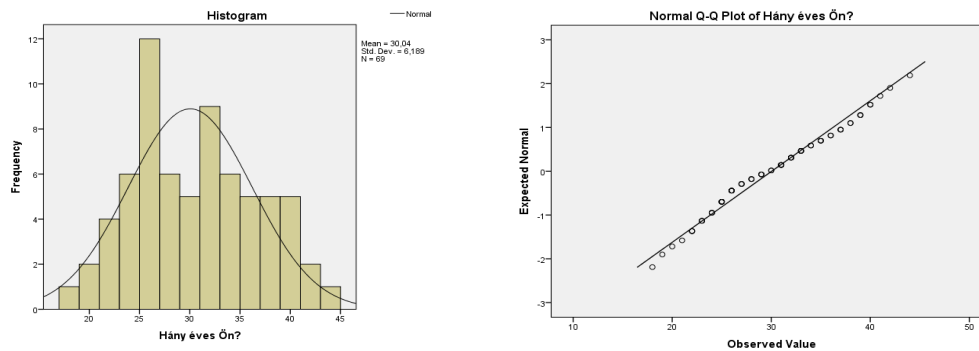 Histogram
Normal
Mean = 30,04
Std. Dev. = 6,189
N = 69
Frequency
12
10
8
6
4
2
0
20
25
30
35
40
45
Hány éves Ön?
Normal Q-Q Plot of Hány éves Ön?
Expected Normal
3
2
1
0
-1
-2
-3
10
20
30
40
50
Observed Value